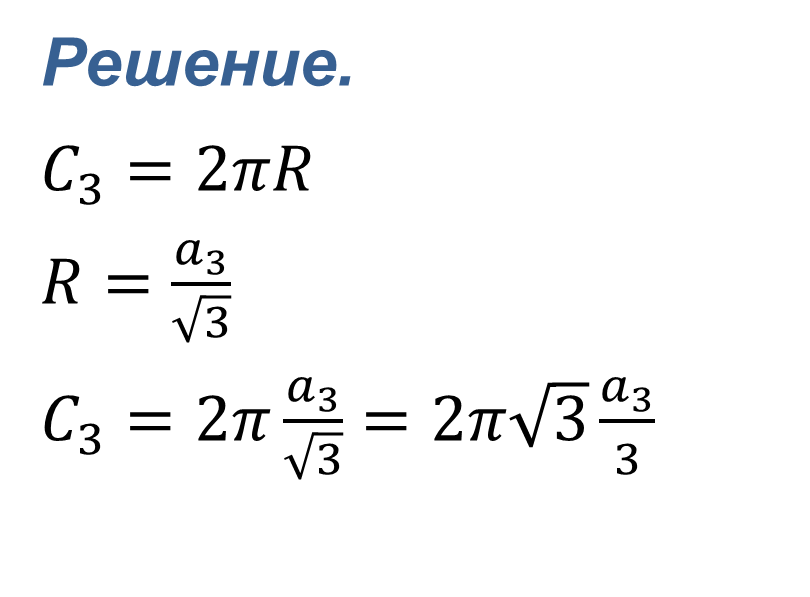 Решение.
C₃ = 2πR
R = a₃/√3
C₃ = 2π a₃/√3 = 2π√3 a₃/3